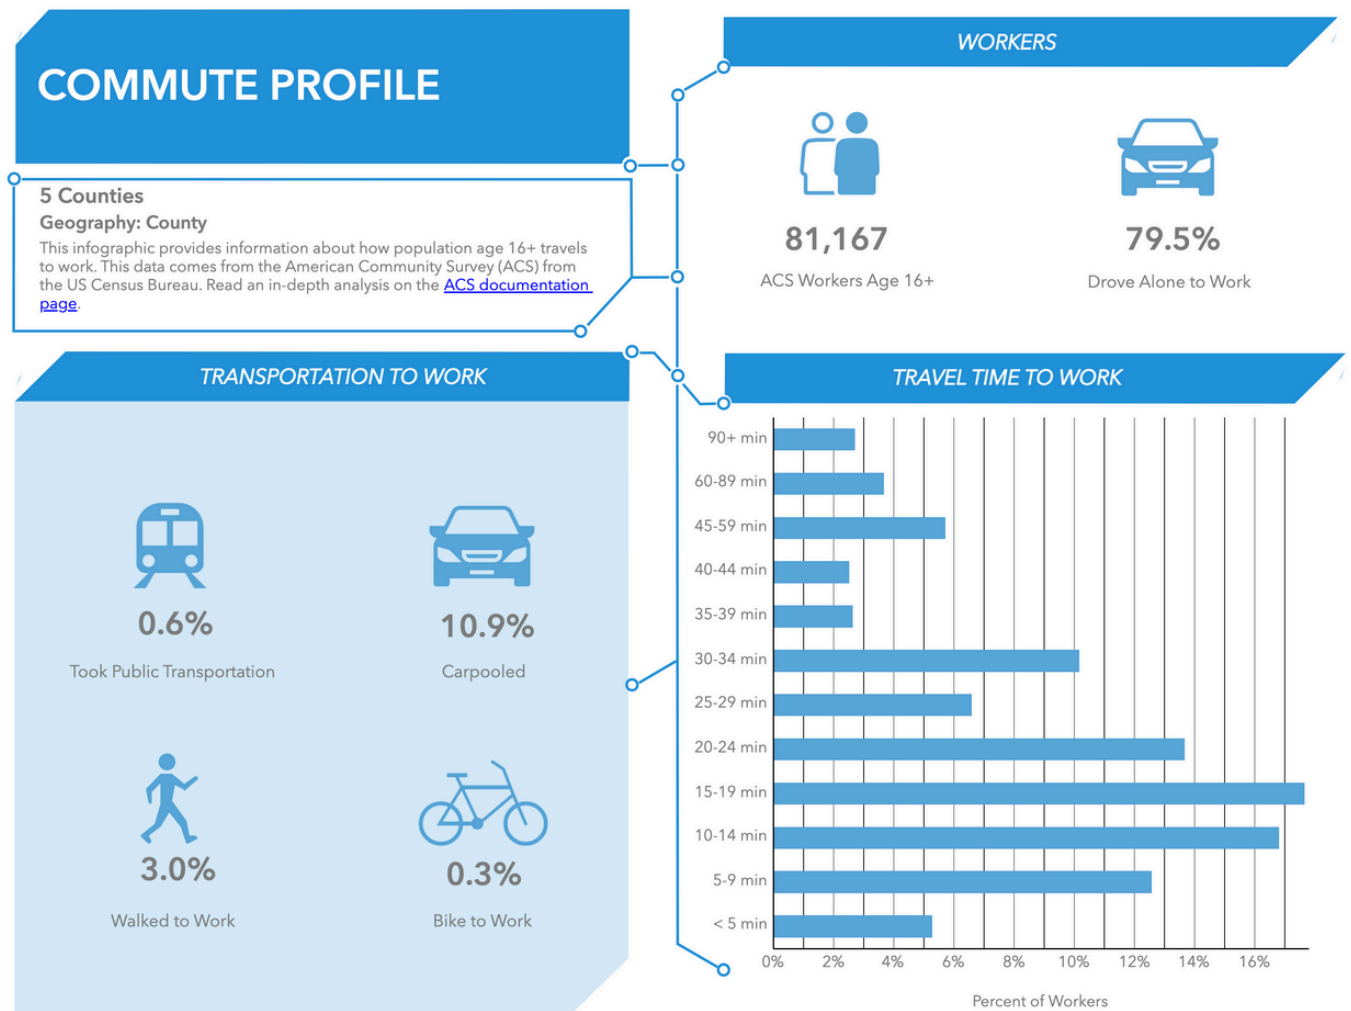 COMMUTE PROFILE
5 Counties
Geography: County
This infographic provides information about how population age 16+ travels
to work. This data comes from the American Community Survey (ACS) from
the US Census Bureau. Read an in-depth analysis on the ACS documentation
page.
WORKERS
81,167
ACS Workers Age 16+
79.5%
Drove Alone to Work
TRANSPORTATION TO WORK
0.6%
Took Public Transportation
10.9%
Carpooled
3.0%
Walked to Work
0.3%
Bike to Work
TRAVEL TIME TO WORK
90+ min
60-89 min
45-59 min
40-44 min
35-39 min
30-34 min
25-29 min
20-24 min
15-19 min
10-14 min
5-9 min
< 5 min
0% 2% 4% 6% 8% 10% 12% 14% 16%
Percent of Workers